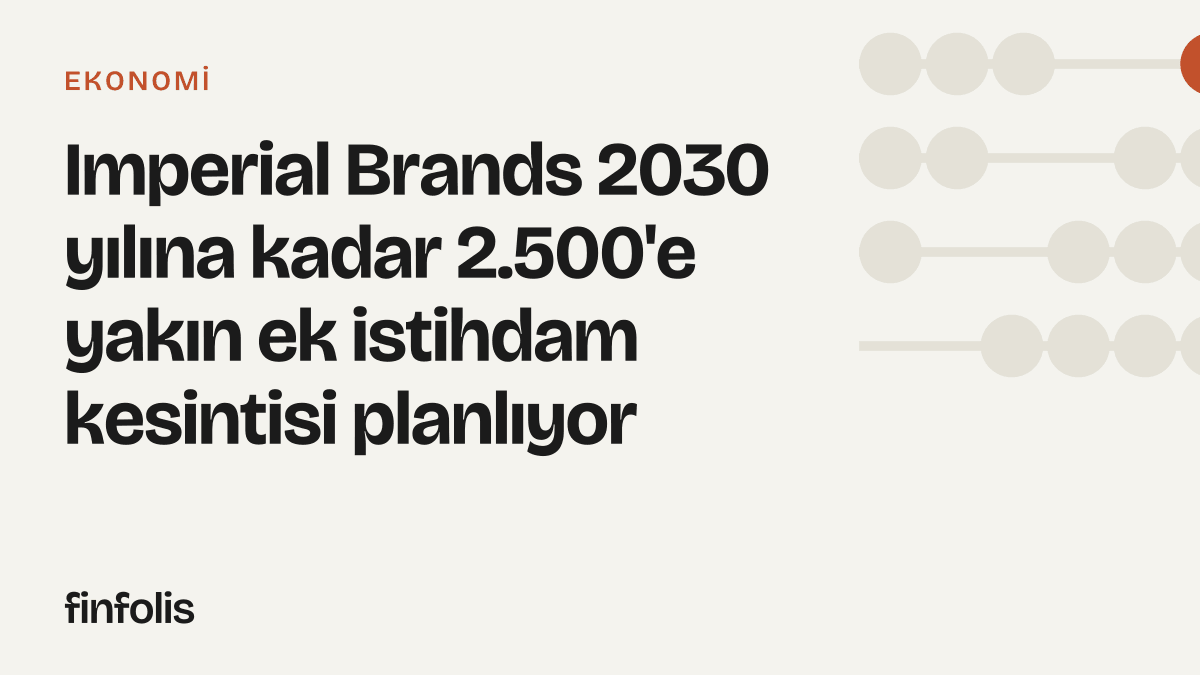 EKONOMİ
Imperial Brands 2030
yılına kadar 2.500'e
yakın ek istihdam
kesintisi planlıyor
finfolis